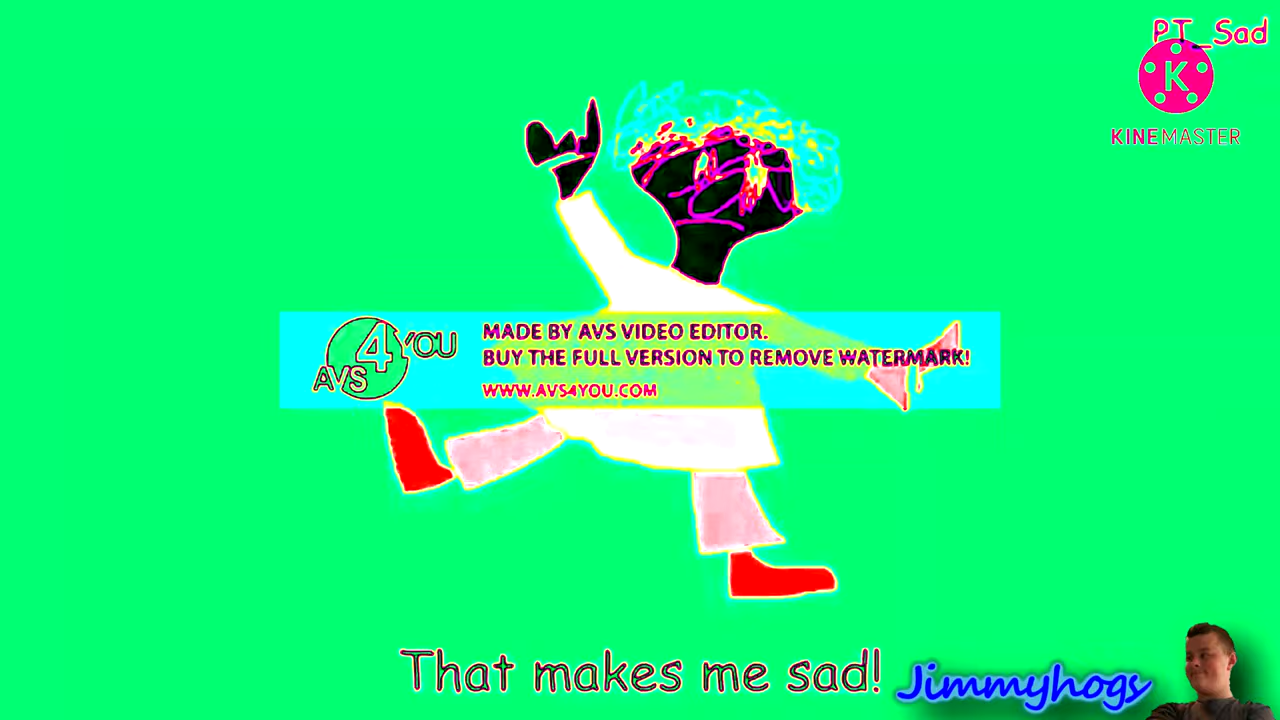 PT_Sad
K
KINEMASTER
AVS
4
YOU
MADE BY AVS VIDEO EDITOR.
BUY THE FULL VERSION TO REMOVE WATERMARK!
WWW.AVS4YOU.COM
That makes me sad!
Jimmyhogs